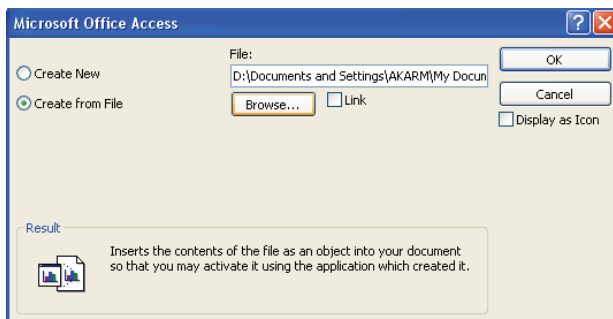 Microsoft Office Access
File:
Create New
D:\Documents and Settings\AKARM\My Docun
OK
Create from File
Browse...
Link
Cancel
Display as Icon
Result
Inserts the contents of the file as an object into your document
so that you may activate it using the application which created it.